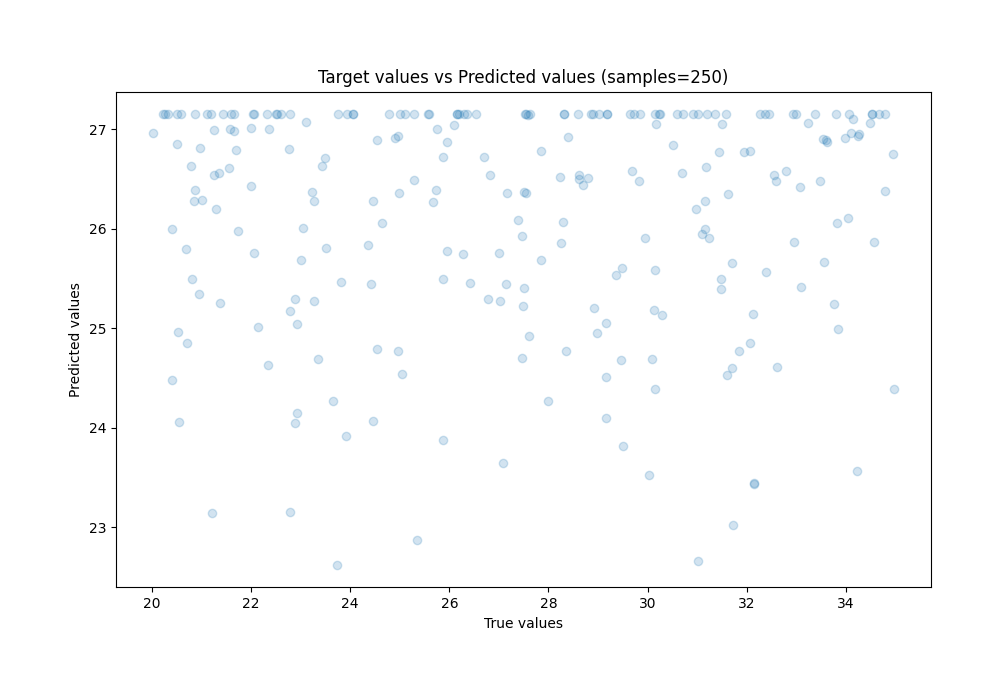 Target values vs Predicted values (samples=250)
27
26
25
24
23
Predicted values
20 22 24 26 28 30 32 34
True values